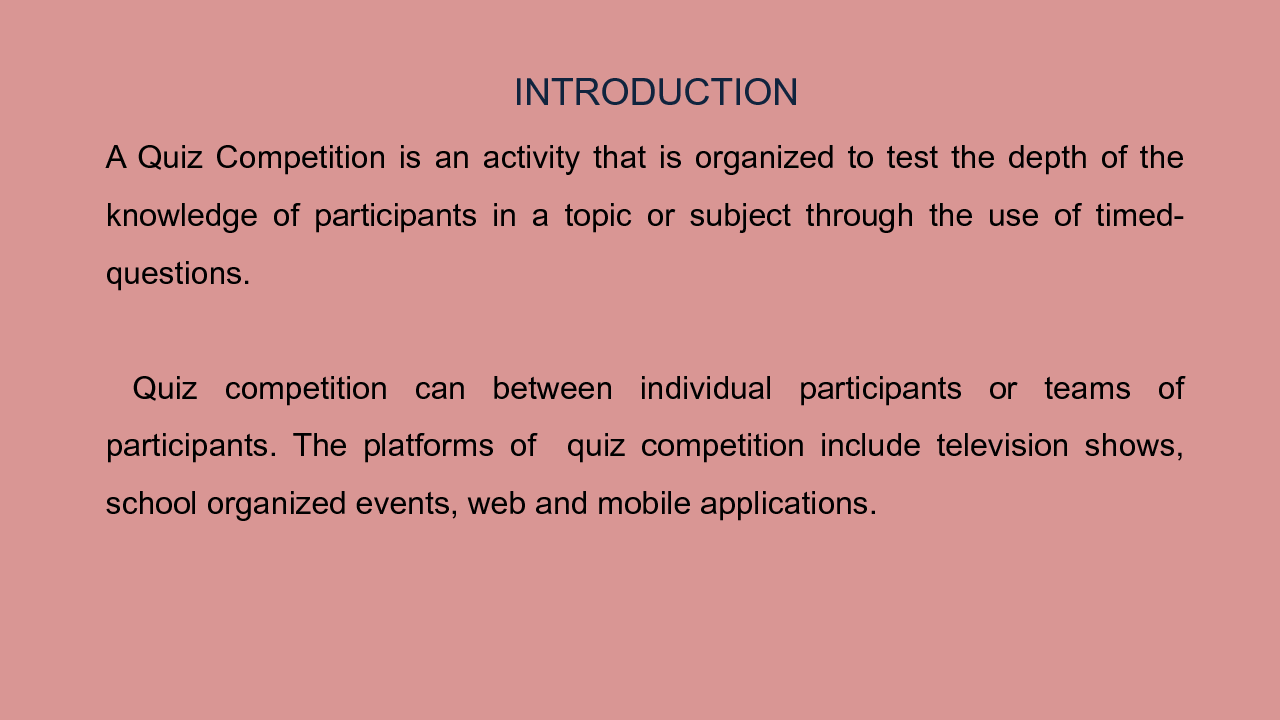 INTRODUCTION
A Quiz Competition is an activity that is organized to test the depth of the
knowledge of participants in a topic or subject through the use of timed-
questions.
Quiz competition can between individual participants or teams of
participants. The platforms of quiz competition include television shows,
school organized events, web and mobile applications.